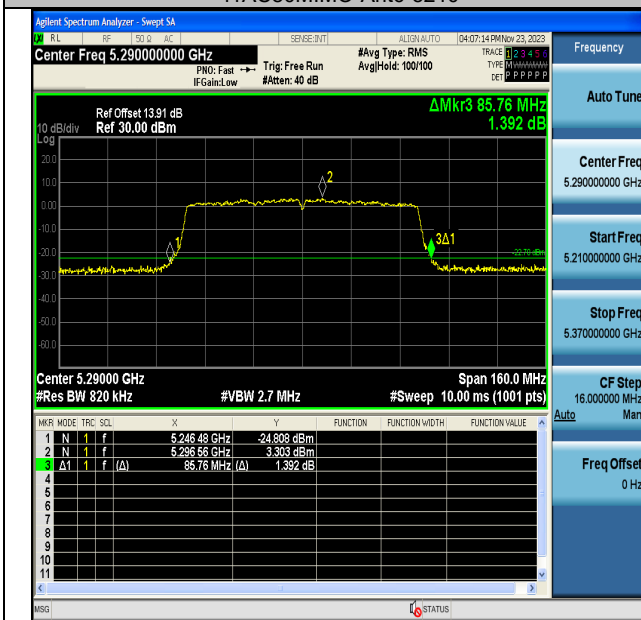 Agilent Spectrum Analyzer - Swept SA
RL RF 50 Ω AC SENSE:INT ALIGN AUTO 04:07:14 PM Nov 23, 2023
Center Freq 5.290000000 GHz
PNO: Fast
IFGain:Low
Trig: Free Run
#Atten: 40 dB
#Avg Type: RMS
Avg|Hold: 100/100
TRACE 1 2 3 4 5 6
TYPE M
DET P P P P P P
Frequency
Auto Tune
Center Freq
5.290000000 GHz
Start Freq
5.210000000 GHz
Stop Freq
5.370000000 GHz
CF Step
16.000000 MHz
Auto Man
Freq Offset
0 Hz
Ref Offset 13.91 dB
10 dB/div Ref 30.00 dBm
Log
ΔMkr3 85.76 MHz
1.392 dB
20.0
10.0
0.00
-10.0
-20.0
-30.0
-40.0
-50.0
-60.0
1
2
3Δ1
-22.70 dBm
Center 5.29000 GHz Span 160.0 MHz
#Res BW 820 kHz #VBW 2.7 MHz #Sweep 10.00 ms (1001 pts)
MKR MODE TRC SCL X Y FUNCTION FUNCTION WIDTH FUNCTION VALUE
1 N 1 f 5.246 48 GHz -24.808 dBm
2 N 1 f 5.296 56 GHz 3.303 dBm
3 Δ1 1 f (Δ) 85.76 MHz (Δ) 1.392 dB
4
5
6
7
8
9
10
11
MSG STATUS